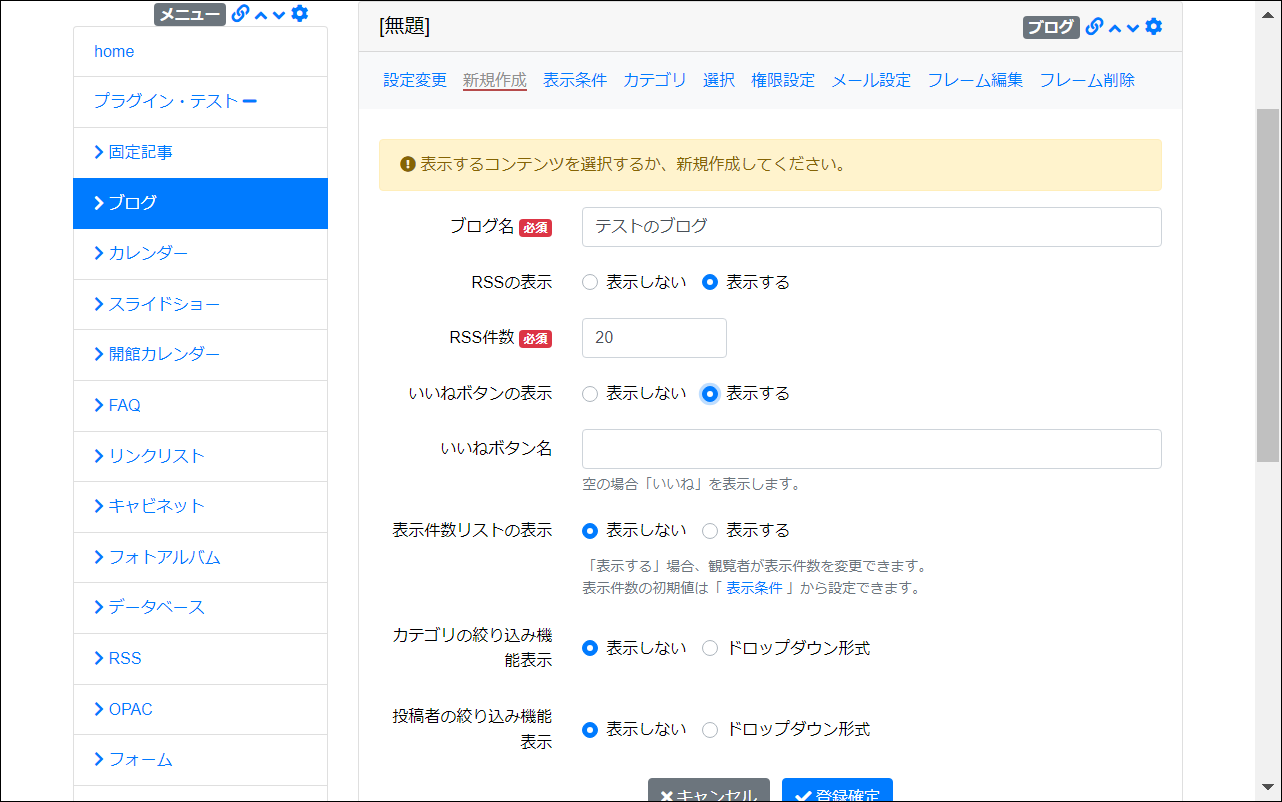 メニュー
home
プラグイン・テスト
固定記事
ブログ
カレンダー
スライドショー
開館カレンダー
FAQ
リンクリスト
キャビネット
フォトアルバム
データベース
RSS
OPAC
フォーム
[無題]
ブログ
設定変更 新規作成 表示条件 カテゴリ 選択 権限設定 メール設定 フレーム編集 フレーム削除
表示するコンテンツを選択するか、新規作成してください。
ブログ名 必須 テストのブログ
RSSの表示 表示しない 表示する
RSS件数 必須 20
いいねボタンの表示 表示しない 表示する
いいねボタン名
空の場合「いいね」を表示します。
表示件数リストの表示 表示しない 表示する
「表示する」場合、観覧者が表示件数を変更できます。
表示件数の初期値は「 表示条件 」から設定できます。
カテゴリの絞り込み機
能表示 表示しない ドロップダウン形式
投稿者の絞り込み機能
表示 表示しない ドロップダウン形式
キャンセル 登録確定